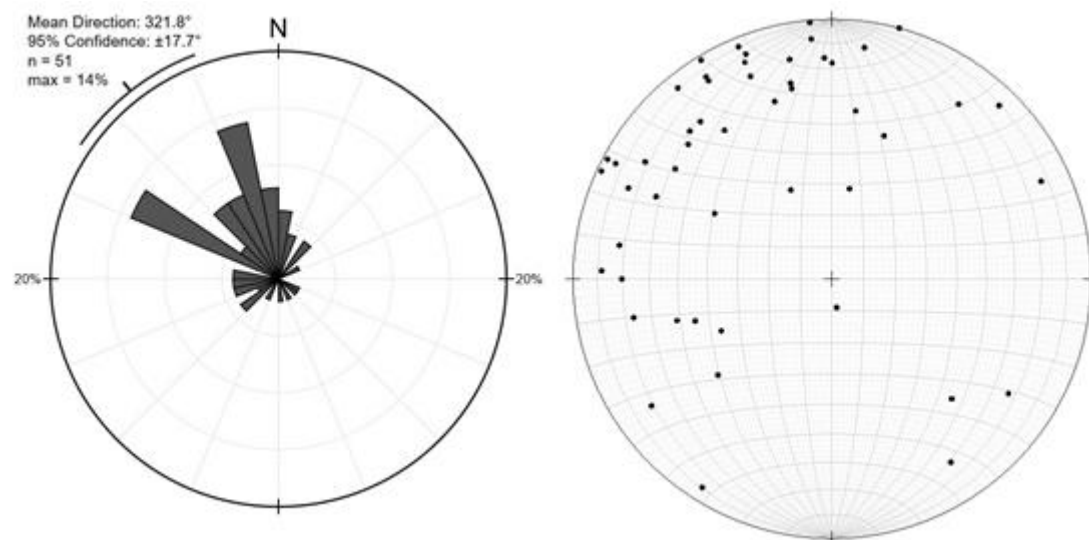 Mean Direction: 321.8°
95% Confidence: ±17.7°
n = 51
max = 14%
N
20%
20%